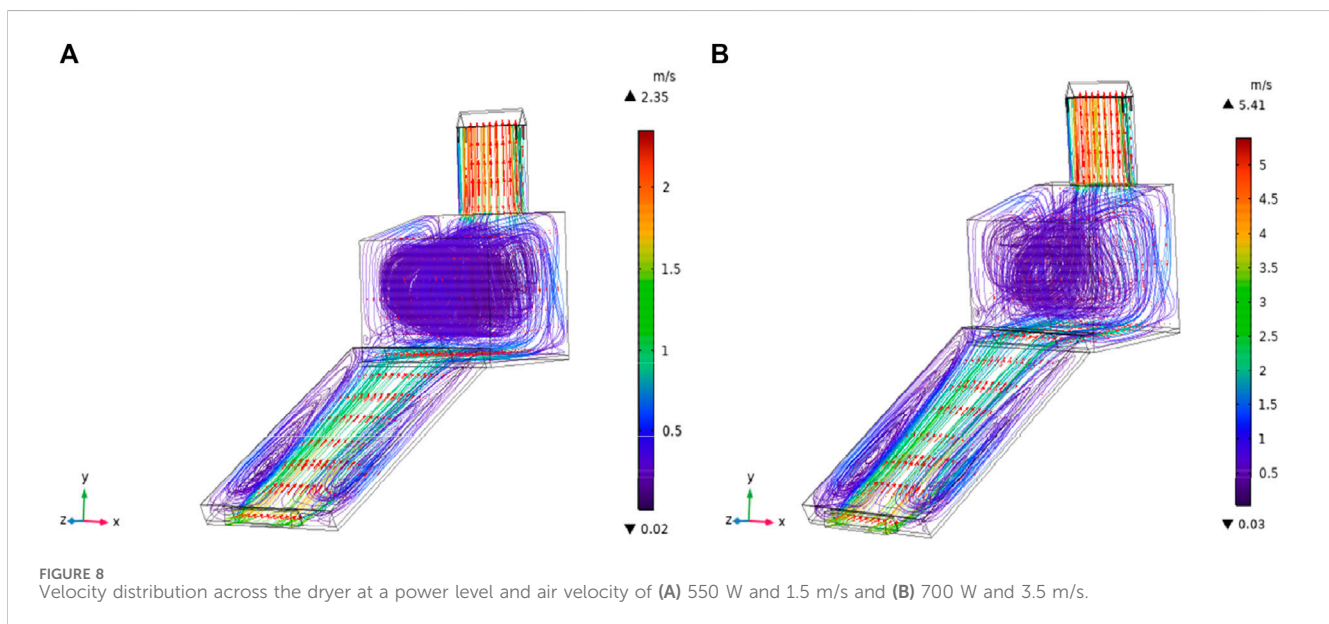 A
m/s
▲ 2.35
2
1.5
1
0.5
▼ 0.02
y
z
x
B
m/s
▲ 5.41
5
4.5
4
3.5
3
2.5
2
1.5
1
0.5
▼ 0.03
y
z
x
FIGURE 8
Velocity distribution across the dryer at a power level and air velocity of (A) 550 W and 1.5 m/s and (B) 700 W and 3.5 m/s.